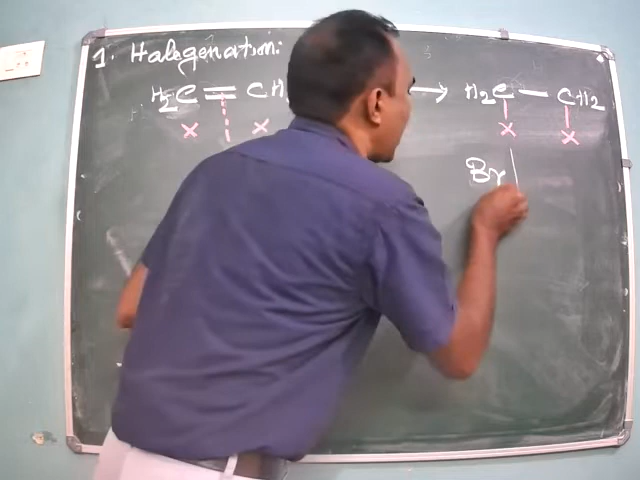 1. Halogenation:
H2C = CH → H2C — CH2
X X X X
Br